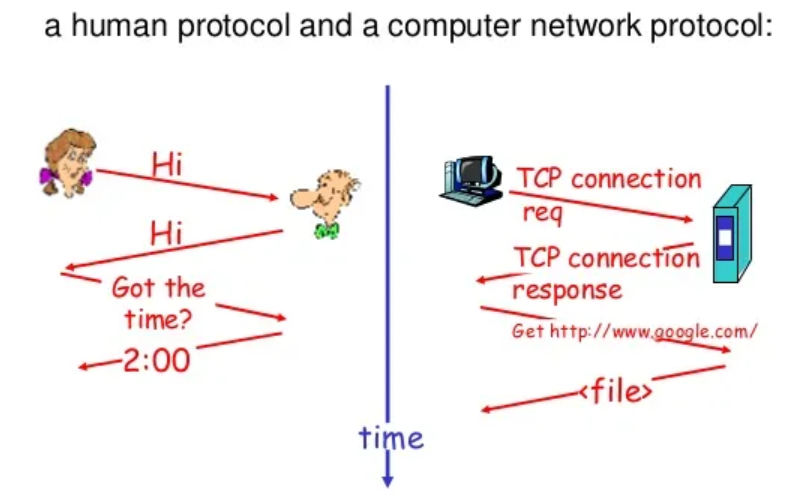 a human protocol and a computer network protocol:
Hi
Hi
Got the
time?
2:00
TCP connection
req
TCP connection
response
Get http://www.google.com/
<file>
time